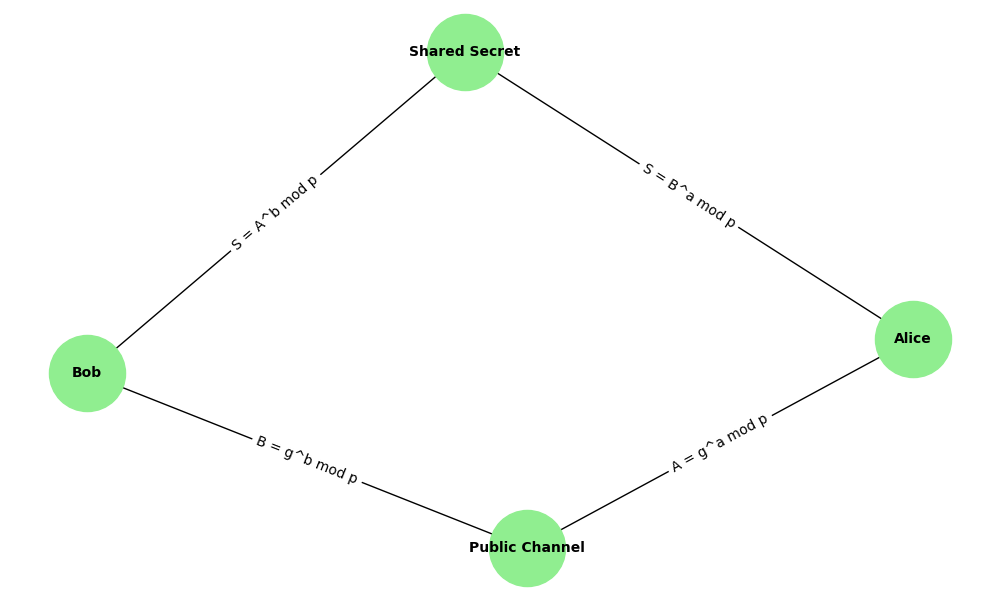 Shared Secret
S = A^b mod p
S = B^a mod p
Alice
Bob
B = g^b mod p
A = g^a mod p
Public Channel